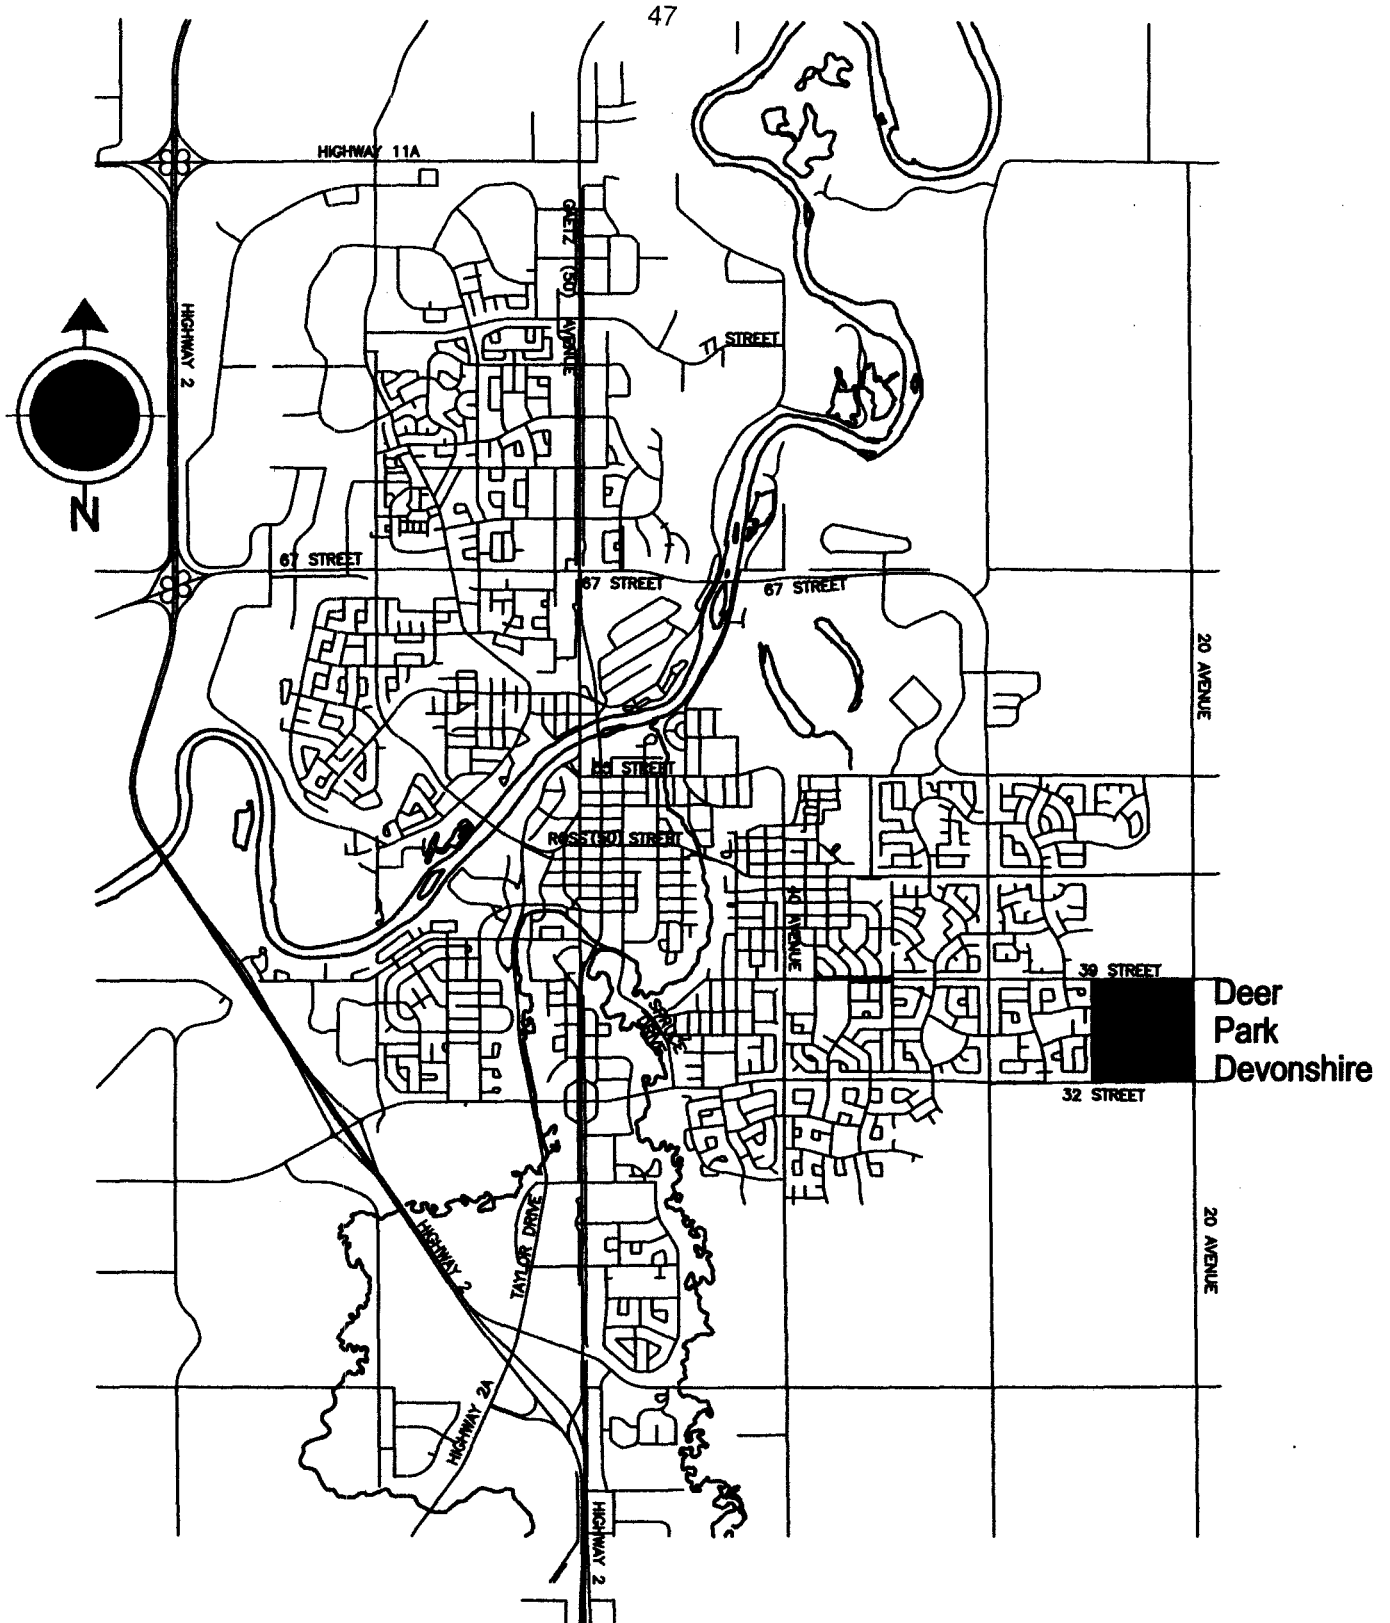 47
HIGHWAY 11A
GAETZ (50) AVENUE
HIGHWAY 2
STREET
N
67 STREET
67 STREET
67 STREET
20 AVENUE
55 STREET
ROSS (50) STREET
40 AVENUE
39 STREET
Deer
Park
Devonshire
SPRUCE
DRIVE
32 STREET
TAYLOR DRIVE
HIGHWAY 2
20 AVENUE
HIGHWAY 2A
HIGHWAY 2